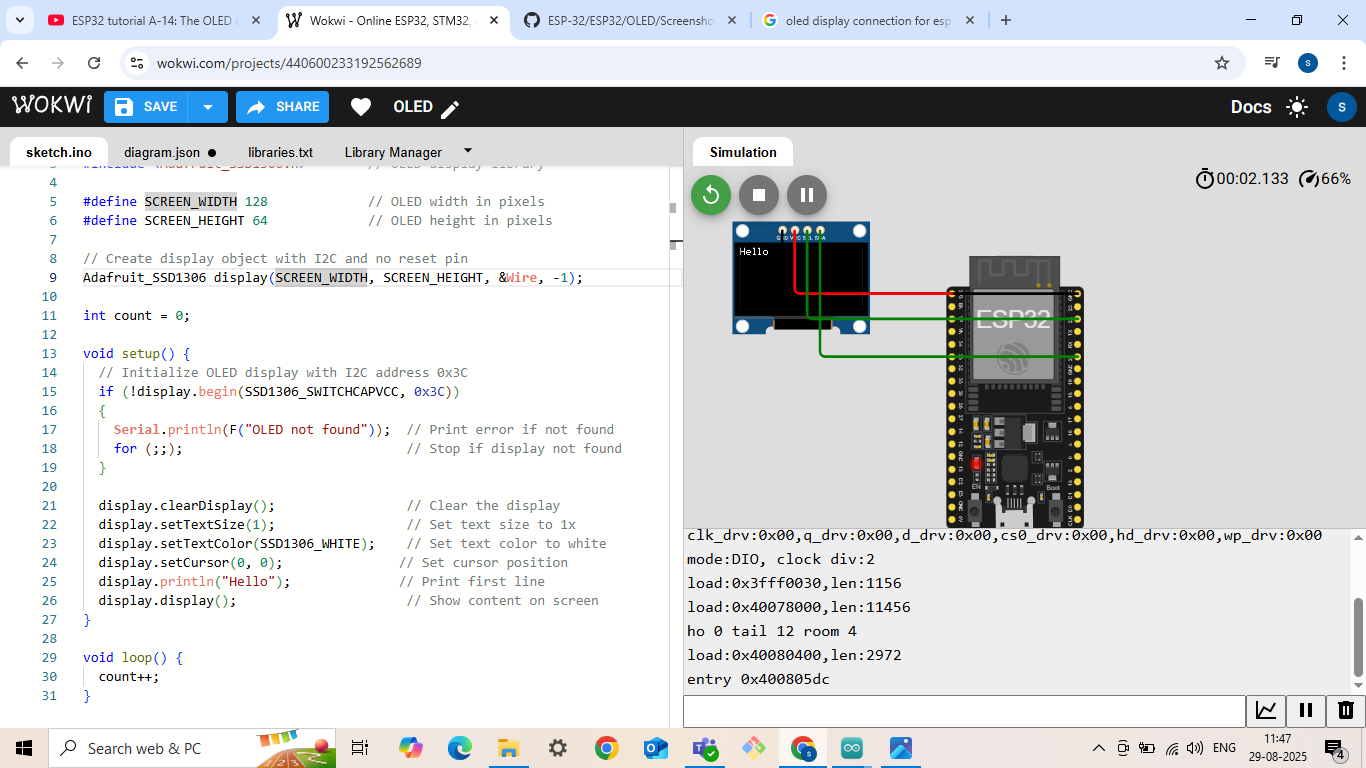 ESP32 tutorial A-14: The OLED
Wokwi - Online ESP32, STM32,
ESP-32/ESP32/OLED/Screensho
oled display connection for esp
wokwi.com/projects/440600233192562689
S
WOKWI
SAVE
SHARE
OLED
Docs
S
sketch.ino
diagram.json
libraries.txt
Library Manager
Simulation
00:02.133
66%
4
5 #define SCREEN_WIDTH 128 // OLED width in pixels
6 #define SCREEN_HEIGHT 64 // OLED height in pixels
7
8 // Create display object with I2C and no reset pin
9 Adafruit_SSD1306 display(SCREEN_WIDTH, SCREEN_HEIGHT, &Wire, -1);
10
11 int count = 0;
12
13 void setup() {
14 // Initialize OLED display with I2C address 0x3C
15 if (!display.begin(SSD1306_SWITCHCAPVCC, 0x3C))
16 {
17 Serial.println(F("OLED not found")); // Print error if not found
18 for (;;); // Stop if display not found
19 }
20
21 display.clearDisplay(); // Clear the display
22 display.setTextSize(1); // Set text size to 1x
23 display.setTextColor(SSD1306_WHITE); // Set text color to white
24 display.setCursor(0, 0); // Set cursor position
25 display.println("Hello"); // Print first line
26 display.display(); // Show content on screen
27 }
28
29 void loop() {
30 count++;
31 }
Hello
ESP32
EN
Boot
clk_drv:0x00,q_drv:0x00,d_drv:0x00,cs0_drv:0x00,hd_drv:0x00,wp_drv:0x00
mode:DIO, clock div:2
load:0x3fff0030,len:1156
load:0x40078000,len:11456
ho 0 tail 12 room 4
load:0x40080400,len:2972
entry 0x400805dc
Search web & PC
ENG
11:47
29-08-2025
4